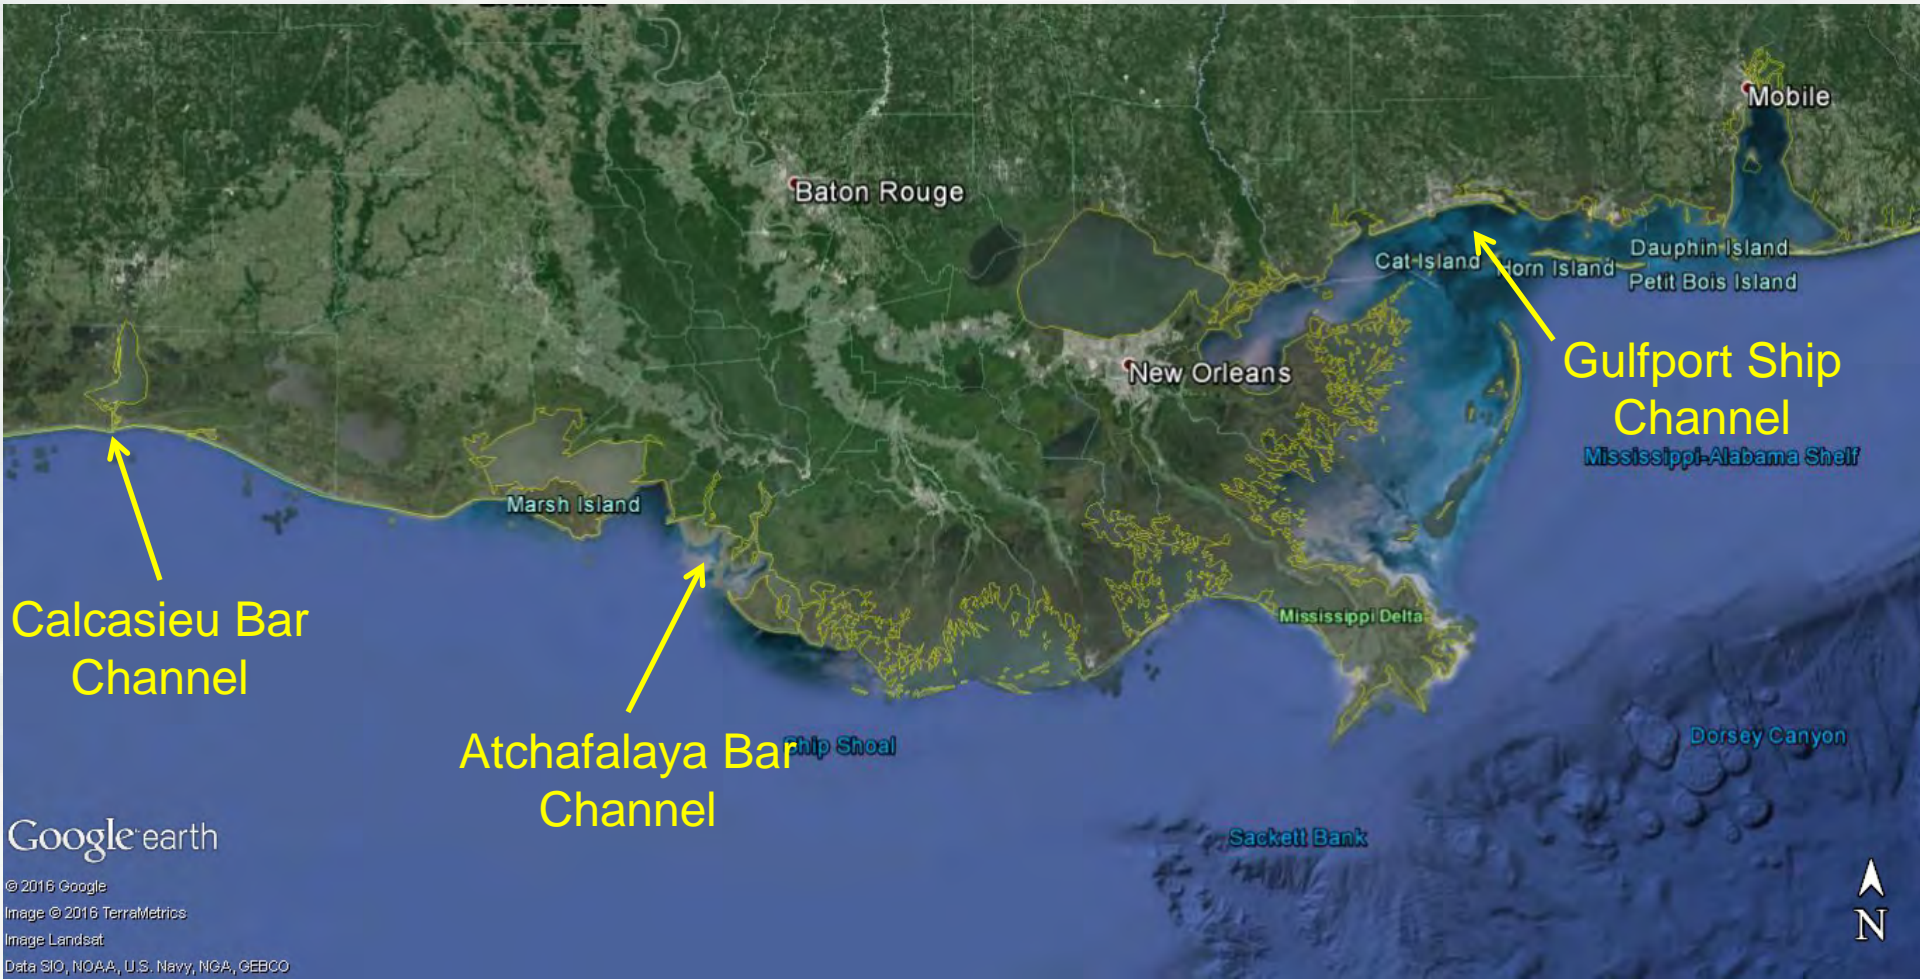 Mobile
Baton Rouge
Dauphin Island
Cat Island
Horn Island
Petit Bois Island
Gulfport Ship
Channel
New Orleans
Mississippi-Alabama Shelf
Marsh Island
Calcasieu Bar
Channel
Mississippi Delta
Atchafalaya Bar
Channel
Ship Shoal
Dorsey Canyon
Sackett Bank
Google earth
© 2016 Google
Image © 2016 TerraMetrics
Image Landsat
Data SIO, NOAA, U.S. Navy, NGA, GEBCO
N